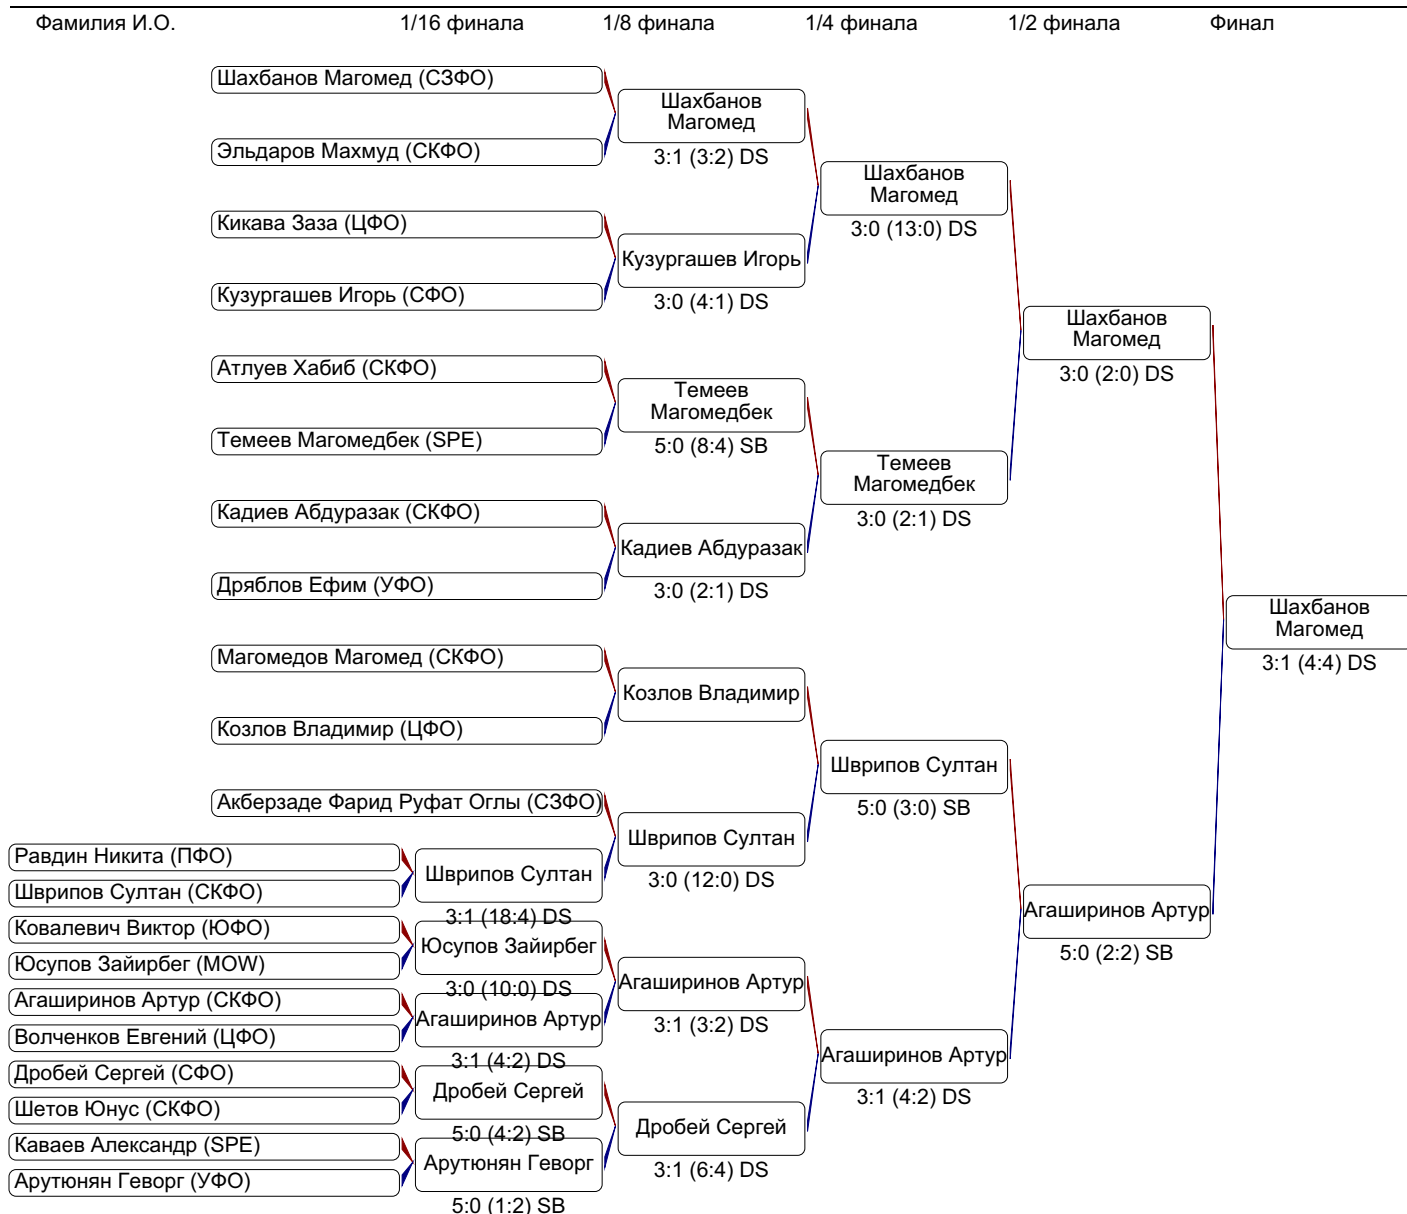 Фамилия И.О. 1/16 финала 1/8 финала 1/4 финала 1/2 финала Финал
Шахбанов Магомед (СЗФО)
Шахбанов
Магомед
3:1 (3:2) DS
Эльдаров Махмуд (СКФО)
Шахбанов
Магомед
3:0 (13:0) DS
Кикава Заза (ЦФО)
Кузургашев Игорь
3:0 (4:1) DS
Кузургашев Игорь (СФО)
Шахбанов
Магомед
3:0 (2:0) DS
Атлуев Хабиб (СКФО)
Темеев
Магомедбек
5:0 (8:4) SB
Темеев Магомедбек (SPE)
Темеев
Магомедбек
3:0 (2:1) DS
Кадиев Абдуразак (СКФО)
Кадиев Абдуразак
3:0 (2:1) DS
Дряблов Ефим (УФО)
Шахбанов
Магомед
3:1 (4:4) DS
Магомедов Магомед (СКФО)
Козлов Владимир
Козлов Владимир (ЦФО)
Шврипов Султан
5:0 (3:0) SB
Акберзаде Фарид Руфат Оглы (СЗФО)
Шврипов Султан
3:0 (12:0) DS
Равдин Никита (ПФО)
Шврипов Султан
3:1 (18:4) DS
Шврипов Султан (СКФО)
Агаширинов Артур
5:0 (2:2) SB
Ковалевич Виктор (ЮФО)
Юсупов Зайирбег
3:0 (10:0) DS
Юсупов Зайирбег (MOW)
Агаширинов Артур
3:1 (3:2) DS
Агаширинов Артур (СКФО)
Агаширинов Артур
3:1 (4:2) DS
Волченков Евгений (ЦФО)
Агаширинов Артур
3:1 (4:2) DS
Дробей Сергей (СФО)
Дробей Сергей
5:0 (4:2) SB
Шетов Юнус (СКФО)
Дробей Сергей
3:1 (6:4) DS
Каваев Александр (SPE)
Арутюнян Геворг
5:0 (1:2) SB
Арутюнян Геворг (УФО)